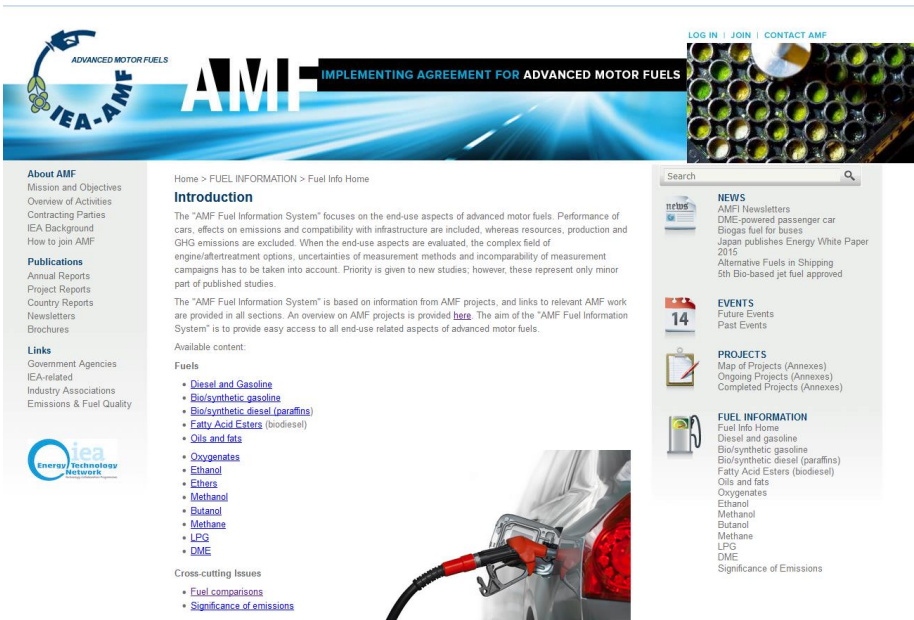 LOG IN | JOIN | CONTACT AMF
ADVANCED MOTOR FUELS
IEA-AMF
AMF
IMPLEMENTING AGREEMENT FOR ADVANCED MOTOR FUELS
About AMF
Mission and Objectives
Overview of Activities
Contracting Parties
IEA Background
How to join AMF
Publications
Annual Reports
Project Reports
Country Reports
Newsletters
Brochures
Links
Government Agencies
IEA-related
Industry Associations
Emissions & Fuel Quality
iea
Energy Technology
Network
Home > FUEL INFORMATION > Fuel Info Home
Introduction
The "AMF Fuel Information System" focuses on the end-use aspects of advanced motor fuels. Performance of
cars, effects on emissions and compatibility with infrastructure are included, whereas resources, production and
GHG emissions are excluded. When the end-use aspects are evaluated, the complex field of
engine/aftertreatment options, uncertainties of measurement methods and incomparability of measurement
campaigns has to be taken into account. Priority is given to new studies; however, these represent only minor
part of published studies.
The "AMF Fuel Information System" is based on information from AMF projects, and links to relevant AMF work
are provided in all sections. An overview on AMF projects is provided here. The aim of the "AMF Fuel Information
System" is to provide easy access to all end-use related aspects of advanced motor fuels.
Available content:
Fuels
• Diesel and Gasoline
• Bio/synthetic gasoline
• Bio/synthetic diesel (paraffins)
• Fatty Acid Esters (biodiesel)
• Oils and fats
• Oxygenates
• Ethanol
• Ethers
• Methanol
• Butanol
• Methane
• LPG
• DME
Cross-cutting Issues
• Fuel comparisons
• Significance of emissions
Search
news
NEWS
AMFI Newsletters
DME-powered passenger car
Biogas fuel for buses
Japan publishes Energy White Paper
2015
Alternative Fuels in Shipping
5th Bio-based jet fuel approved
14
EVENTS
Future Events
Past Events
PROJECTS
Map of Projects (Annexes)
Ongoing Projects (Annexes)
Completed Projects (Annexes)
FUEL INFORMATION
Fuel Info Home
Diesel and gasoline
Bio/synthetic gasoline
Bio/synthetic diesel (paraffins)
Fatty Acid Esters (biodiesel)
Oils and fats
Oxygenates
Ethanol
Methanol
Butanol
Methane
LPG
DME
Significance of Emissions